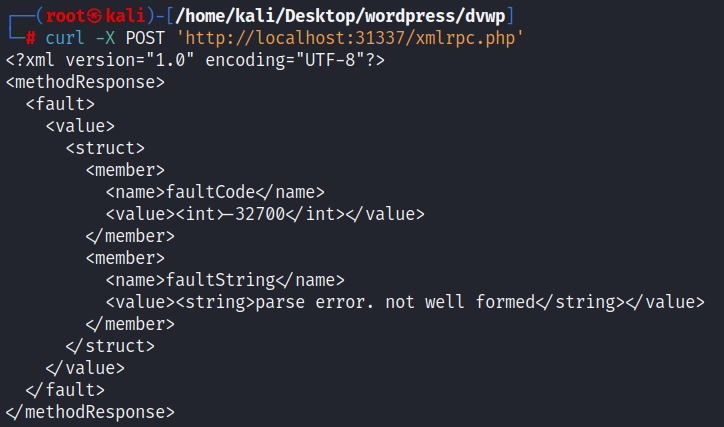 ┌──(root㉿kali)-[/home/kali/Desktop/wordpress/dvwp]
└─# curl -X POST 'http://localhost:31337/xmlrpc.php'
<?xml version="1.0" encoding="UTF-8"?>
<methodResponse>
  <fault>
    <value>
      <struct>
        <member>
          <name>faultCode</name>
          <value><int>-32700</int></value>
        </member>
        <member>
          <name>faultString</name>
          <value><string>parse error. not well formed</string></value>
        </member>
      </struct>
    </value>
  </fault>
</methodResponse>